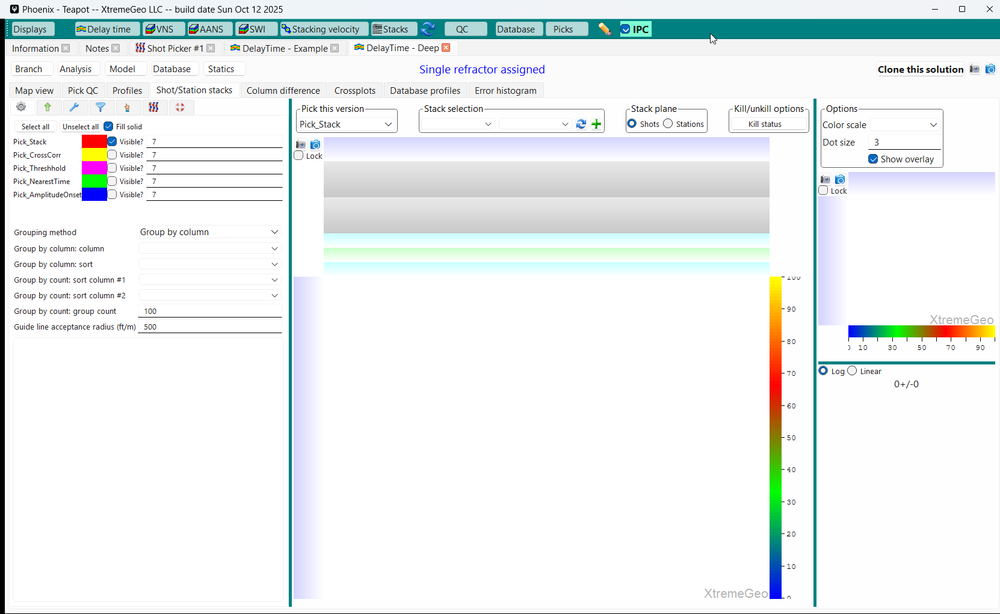 Phoenix - Teapot -- XtremeGeo LLC -- build date Sun Oct 12 2025
Displays Delay time VNS AANS SWI Stacking velocity Stacks QC Database Picks IPC
Information Notes Shot Picker #1 DelayTime - Example DelayTime - Deep
Branch Analysis Model Database Statics Single refractor assigned Clone this solution
Map view Pick QC Profiles Shot/Station stacks Column difference Crossplots Database profiles Error histogram
Select all Unselect all Fill solid
Pick_Stack Visible? 7
Pick_CrossCorr Visible? 7
Pick_Threshhold Visible? 7
Pick_NearestTime Visible? 7
Pick_AmplitudeOnset Visible? 7
Grouping method Group by column
Group by column: column
Group by column: sort
Group by count: sort column #1
Group by count: sort column #2
Group by count: group count 100
Guide line acceptance radius (ft/m) 500
Pick this version
Pick_Stack
Stack selection
Stack plane
Shots Stations
Kill/unkill options
Kill status
Lock
100
90
80
70
60
50
40
30
20
10
0
XtremeGeo
Options
Color scale
Dot size 3
Show overlay
Lock
XtremeGeo
0 10 30 50 70 90
Log Linear
0+/-0